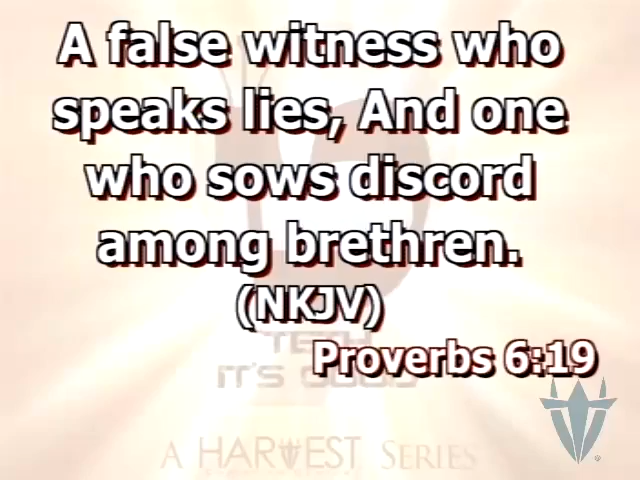 A false witness who
speaks lies, And one
who sows discord
among brethren.
(NKJV)
Proverbs 6:19
IT'S
A HARVEST SERIES